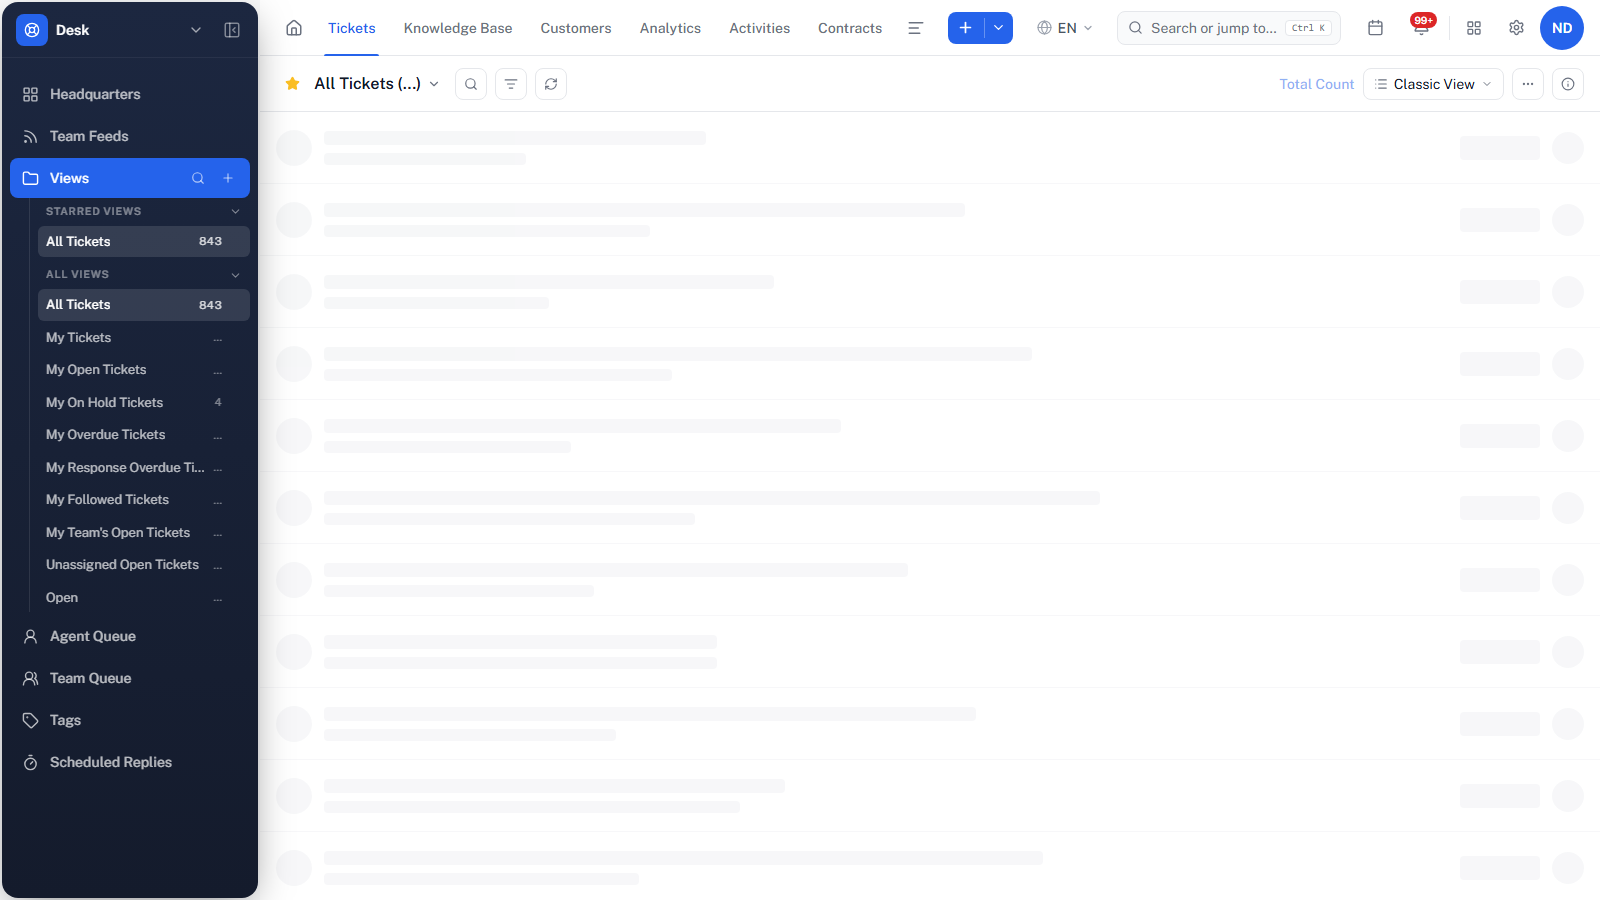 Desk
Headquarters
Team Feeds
Views
STARRED VIEWS
All Tickets 843
ALL VIEWS
All Tickets 843
My Tickets ...
My Open Tickets ...
My On Hold Tickets 4
My Overdue Tickets ...
My Response Overdue Ti... ...
My Followed Tickets ...
My Team's Open Tickets ...
Unassigned Open Tickets ...
Open ...
Agent Queue
Team Queue
Tags
Scheduled Replies
Tickets Knowledge Base Customers Analytics Activities Contracts EN Search or jump to... Ctrl K 99+ ND
All Tickets (...) Total Count Classic View